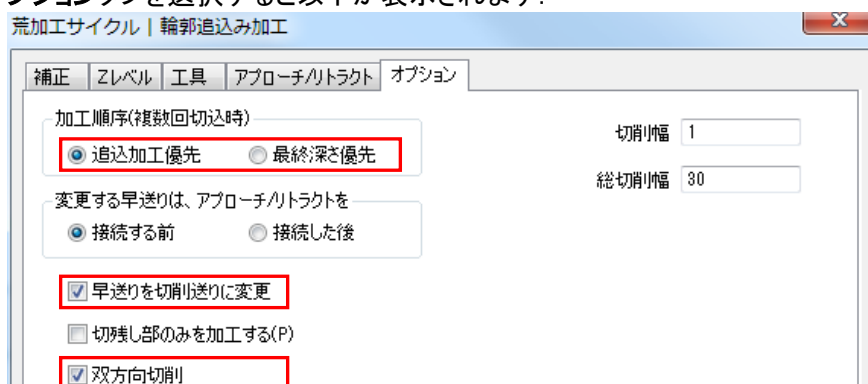 プションタブを選択すると以下が表示されます.
荒加工サイクル | 輪郭追込み加工
補正 Zレベル 工具 アプローチ/リトラクト オプション
加工順序(複数回切込時)
追込加工優先 最終深さ優先
切削幅 1
総切削幅 30
変更する早送りは、アプローチ/リトラクトを
接続する前 接続した後
早送りを切削送りに変更
切残し部のみを加工する(P)
双方向切削